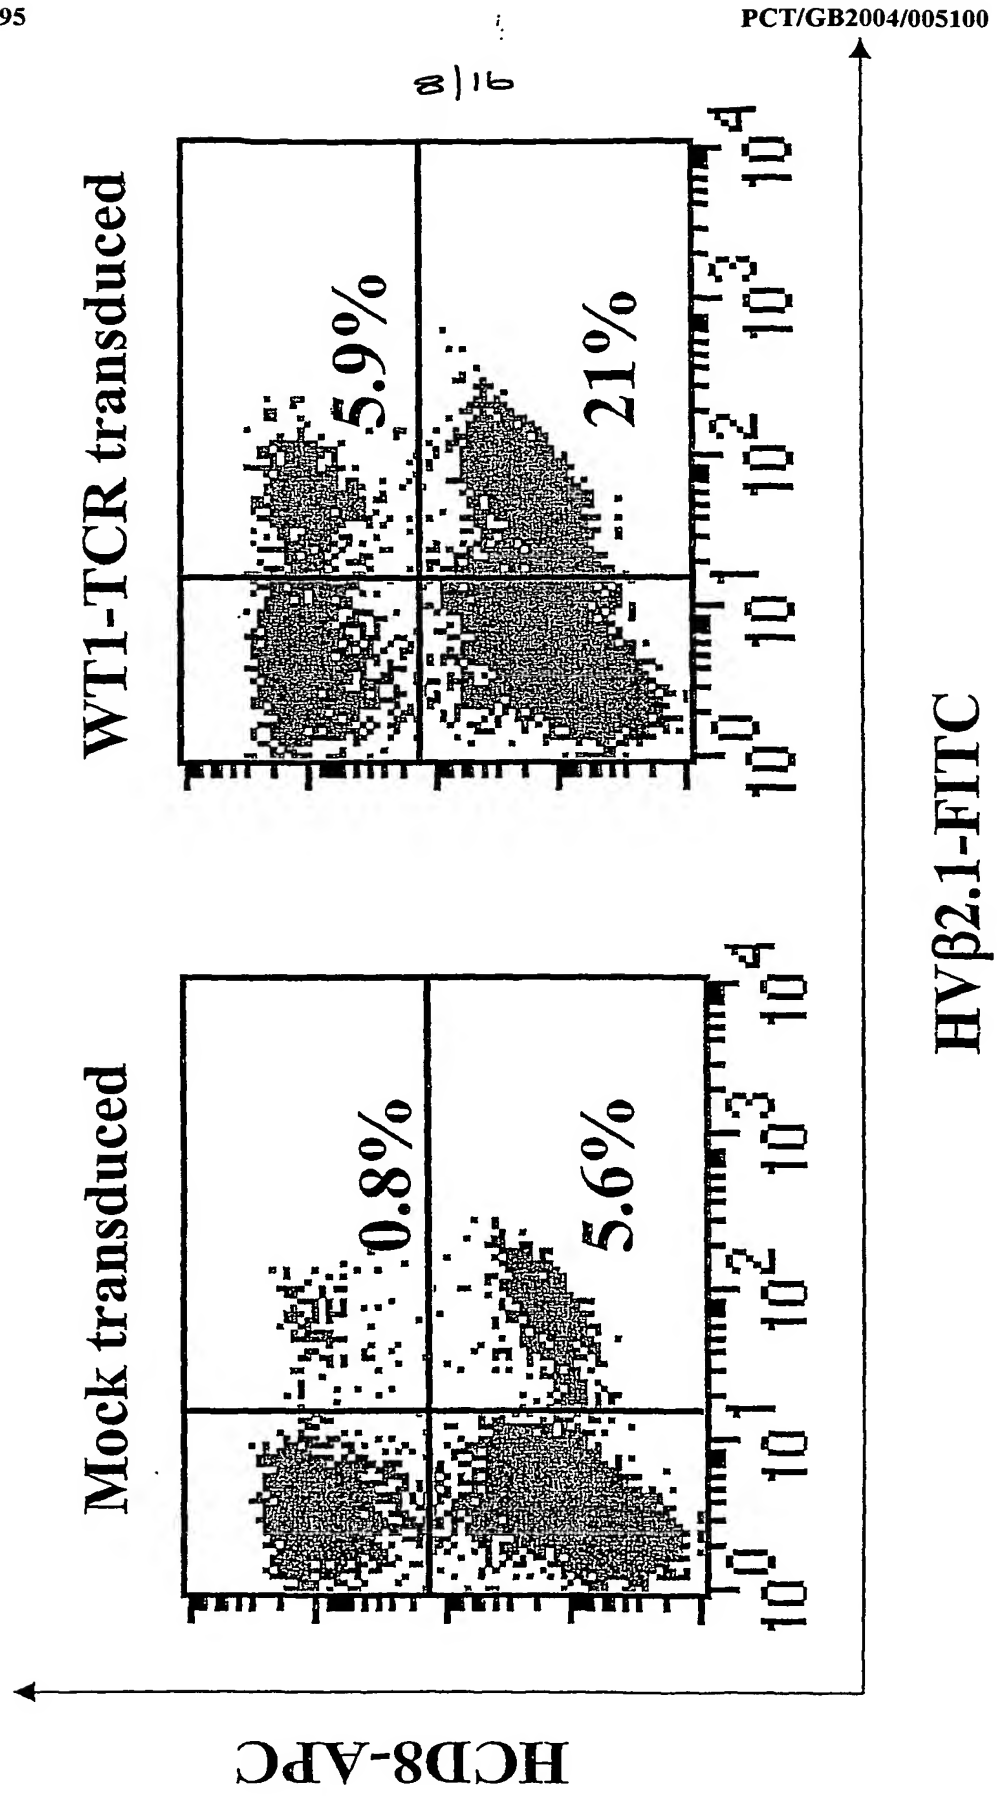 95
PCT/GB2004/005100
8/16
Mock transduced
WT1-TCR transduced
0.8%
5.6%
5.9%
21%
10^0 10^1 10^2 10^3 10^4
10^0 10^1 10^2 10^3 10^4
HCD8-APC
HVβ2.1-FITC